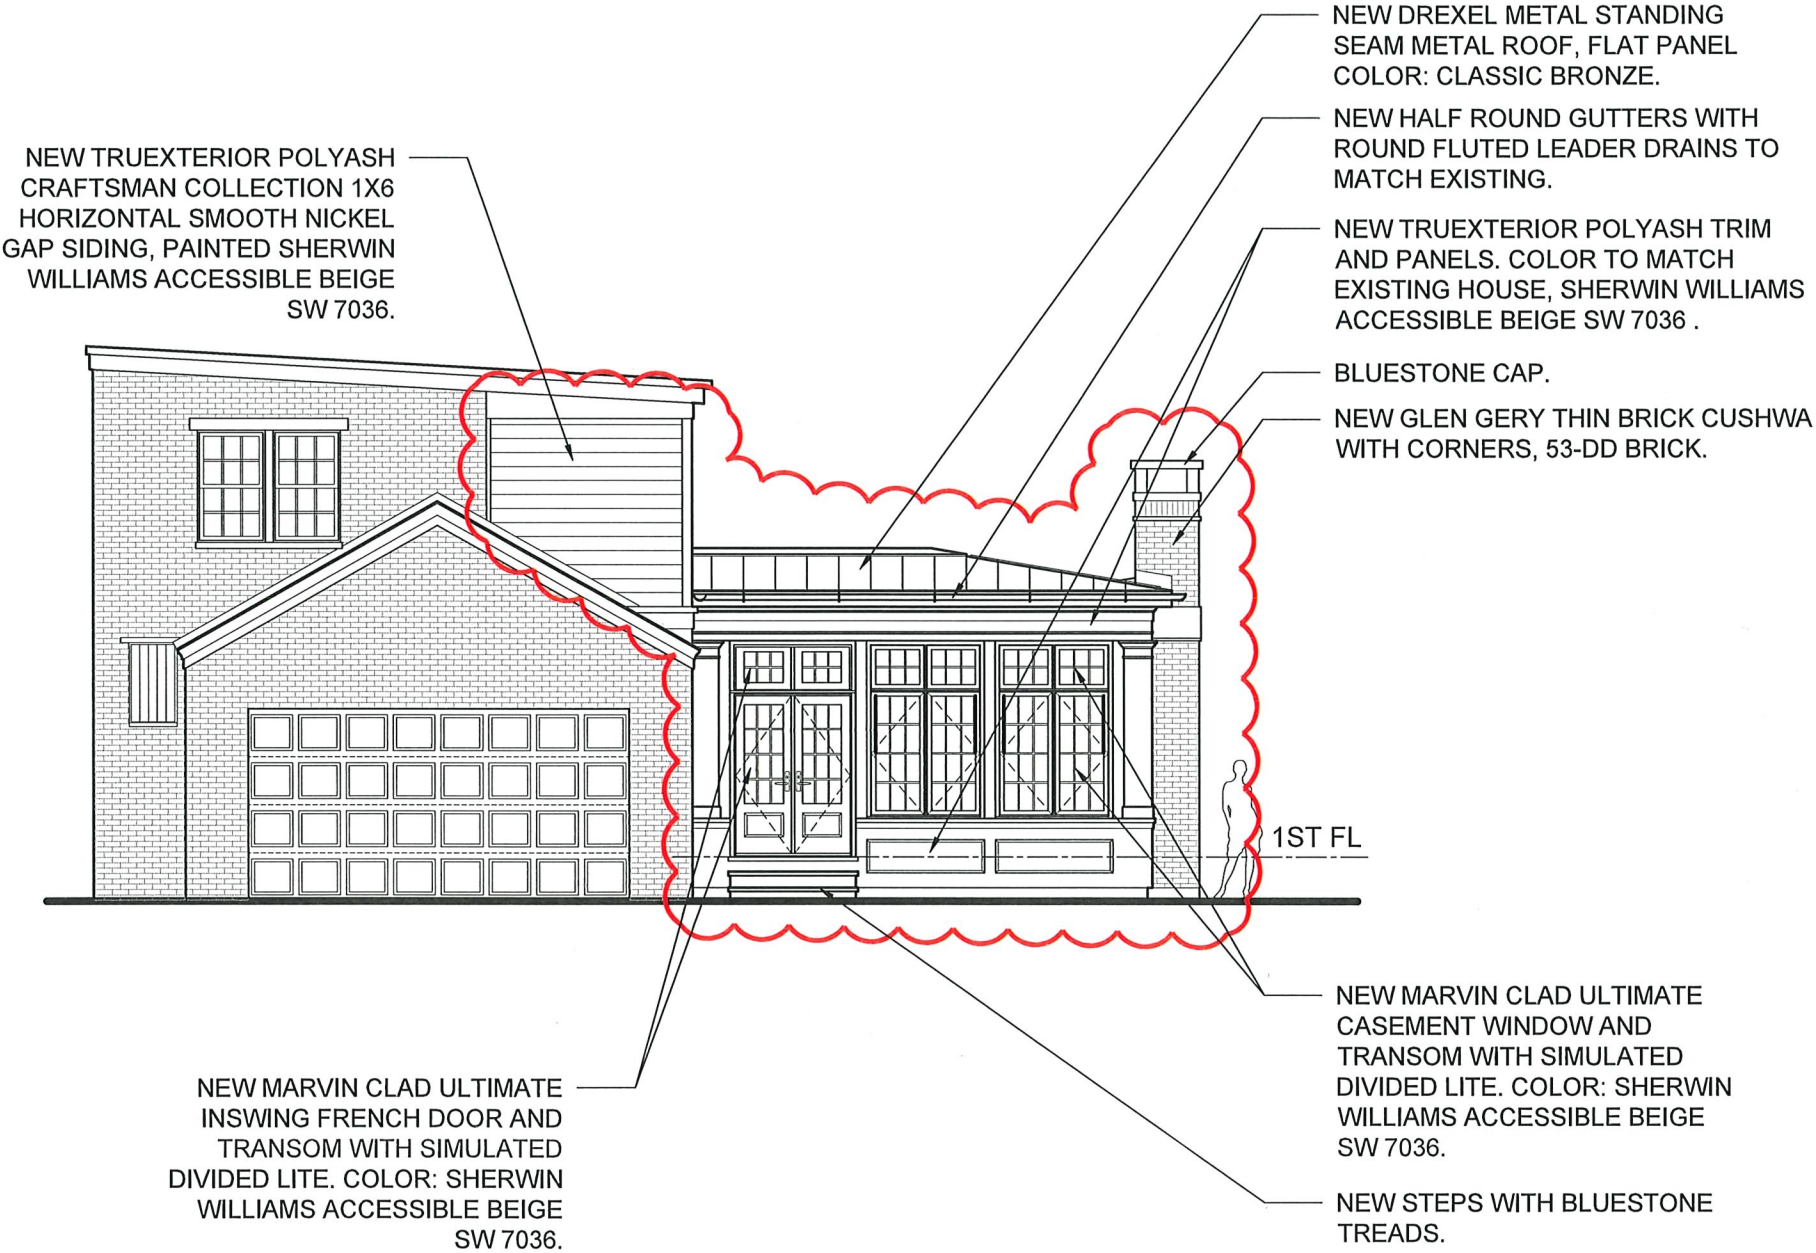 NEW DREXEL METAL STANDING
SEAM METAL ROOF, FLAT PANEL
COLOR: CLASSIC BRONZE.
NEW HALF ROUND GUTTERS WITH
ROUND FLUTED LEADER DRAINS TO
MATCH EXISTING.
NEW TRUEXTERIOR POLYASH
CRAFTSMAN COLLECTION 1X6
HORIZONTAL SMOOTH NICKEL
GAP SIDING, PAINTED SHERWIN
WILLIAMS ACCESSIBLE BEIGE
SW 7036.
NEW TRUEXTERIOR POLYASH TRIM
AND PANELS. COLOR TO MATCH
EXISTING HOUSE, SHERWIN WILLIAMS
ACCESSIBLE BEIGE SW 7036 .
BLUESTONE CAP.
NEW GLEN GERY THIN BRICK CUSHWA
WITH CORNERS, 53-DD BRICK.
1ST FL
NEW MARVIN CLAD ULTIMATE
CASEMENT WINDOW AND
TRANSOM WITH SIMULATED
DIVIDED LITE. COLOR: SHERWIN
WILLIAMS ACCESSIBLE BEIGE
SW 7036.
NEW MARVIN CLAD ULTIMATE
INSWING FRENCH DOOR AND
TRANSOM WITH SIMULATED
DIVIDED LITE. COLOR: SHERWIN
WILLIAMS ACCESSIBLE BEIGE
SW 7036.
NEW STEPS WITH BLUESTONE
TREADS.